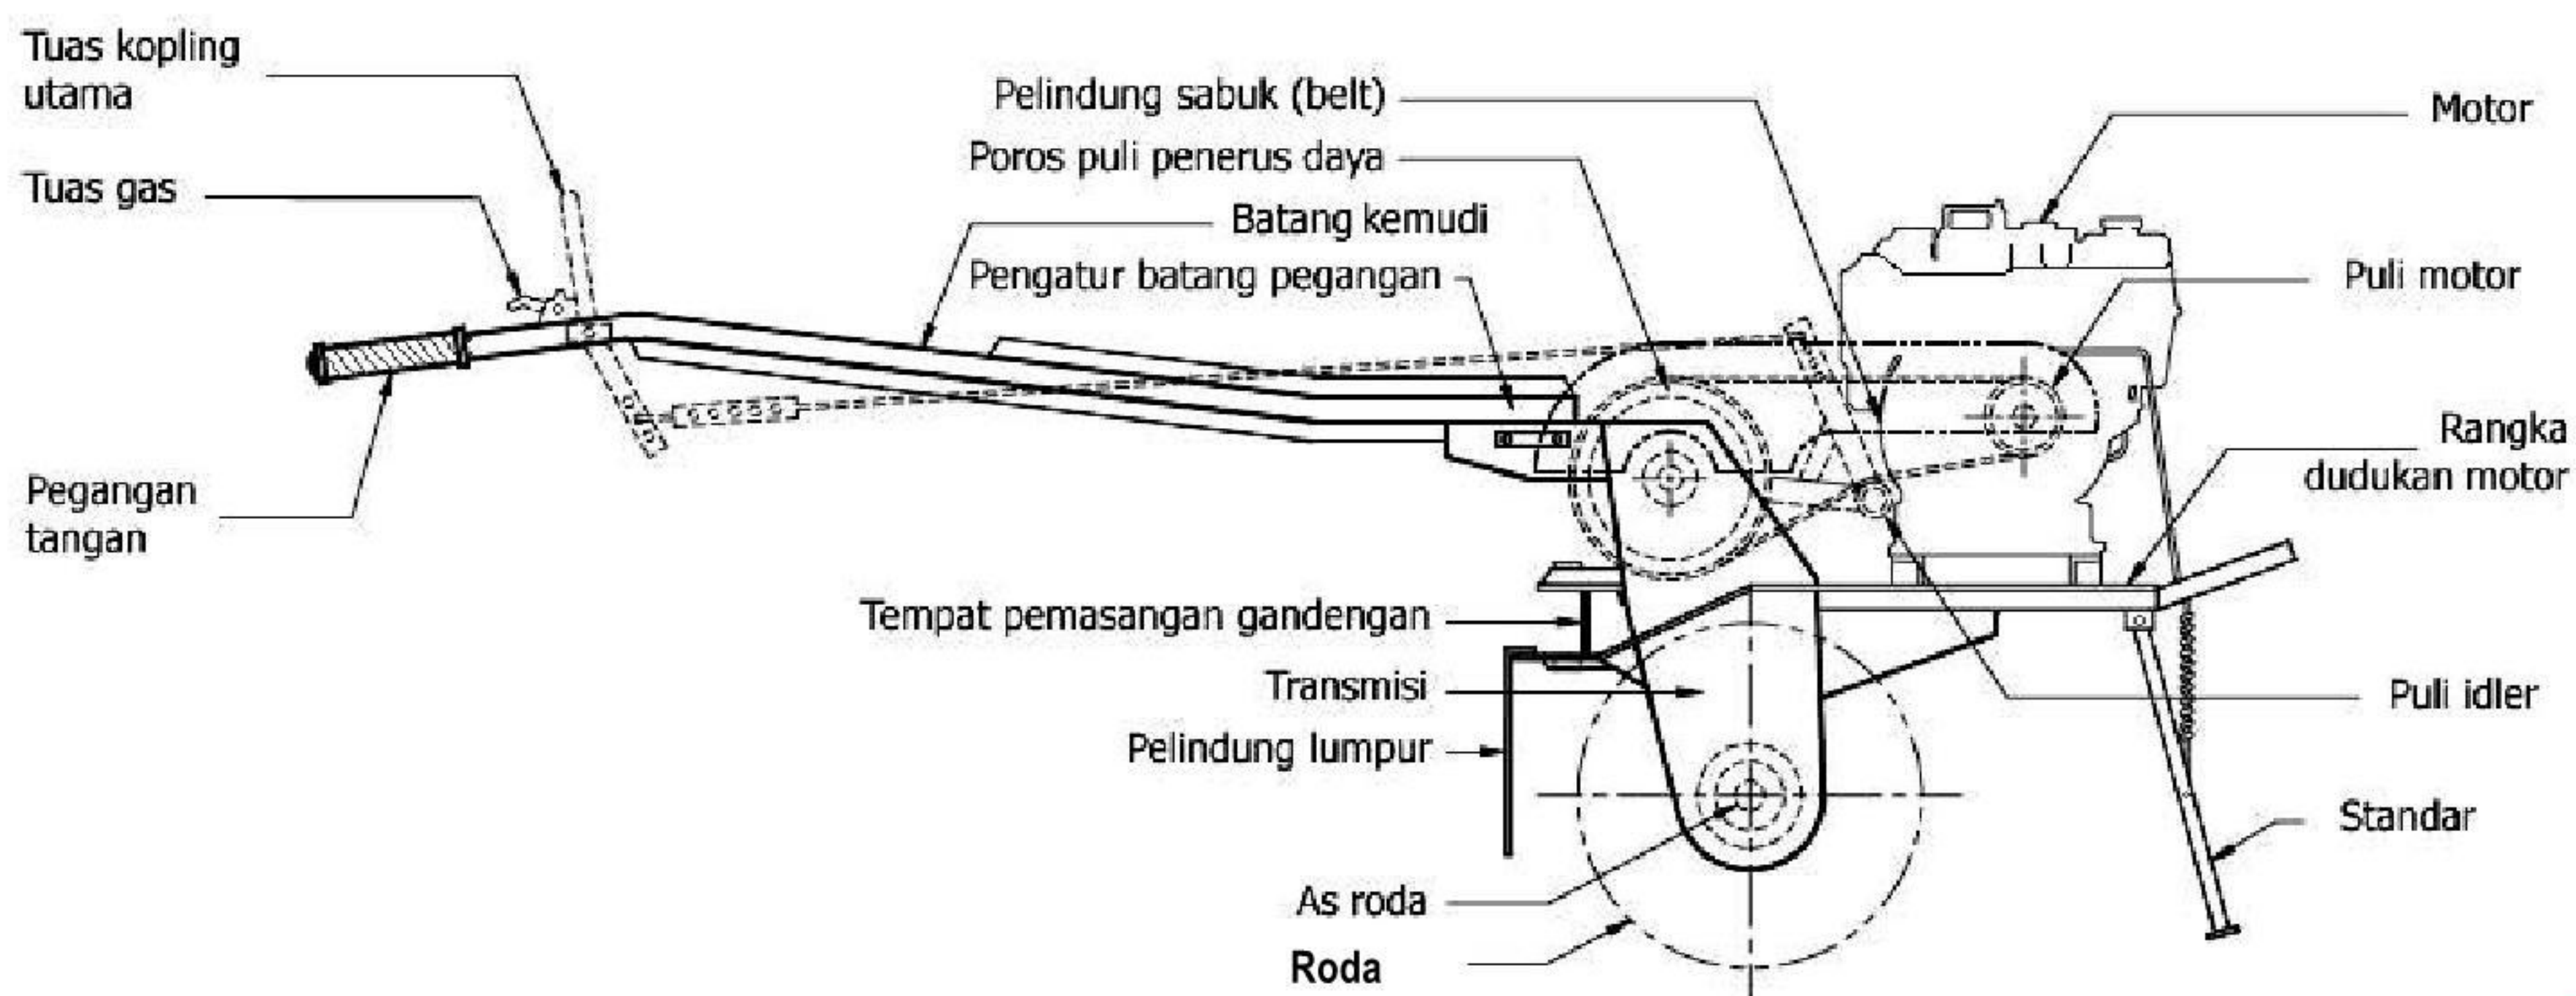 Tuas kopling
utama
Tuas gas
Pegangan
tangan
Pelindung sabuk (belt)
Poros puli penerus daya
Batang kemudi
Pengatur batang pegangan
Tempat pemasangan gandengan
Transmisi
Pelindung lumpur
As roda
Roda
Motor
Puli motor
Rangka
dudukan motor
Puli idler
Standar